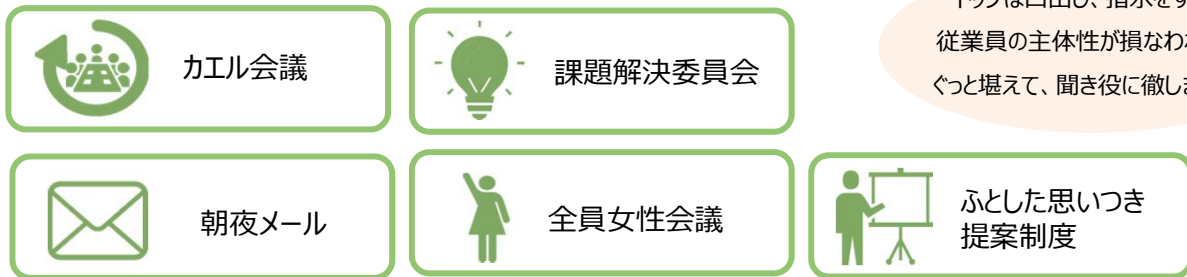 カエル会議
課題解決委員会
従業員の主体性が損なわ
ぐっと堪えて、聞き役に徹しま
朝夜メール
全員女性会議
ふとした思いつき
提案制度